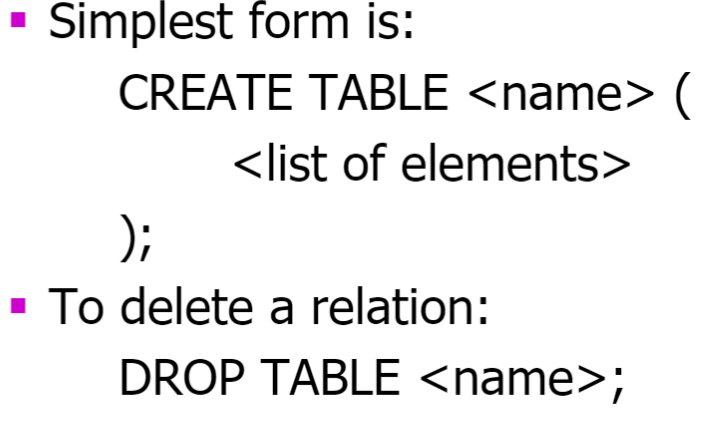 ▪ Simplest form is:
CREATE TABLE <name> (
<list of elements>
);
▪ To delete a relation:
DROP TABLE <name>;